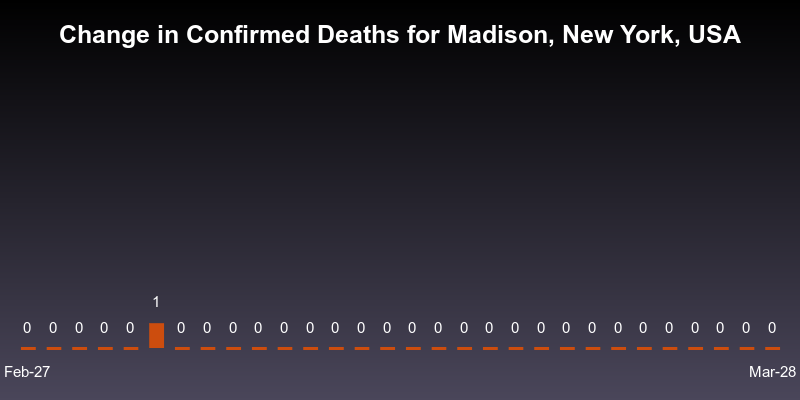 Change in Confirmed Deaths for Madison, New York, USA
1
0 0 0 0 0 0 0 0 0 0 0 0 0 0 0 0 0 0 0 0 0 0 0 0 0 0 0 0 0
Feb-27 Mar-28